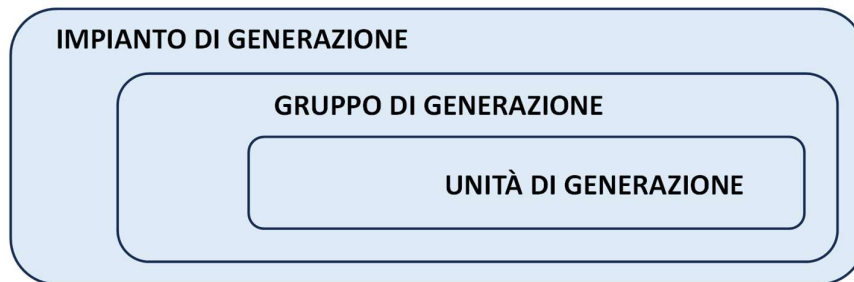 IMPIANTO DI GENERAZIONE
GRUPPO DI GENERAZIONE
UNITÀ DI GENERAZIONE